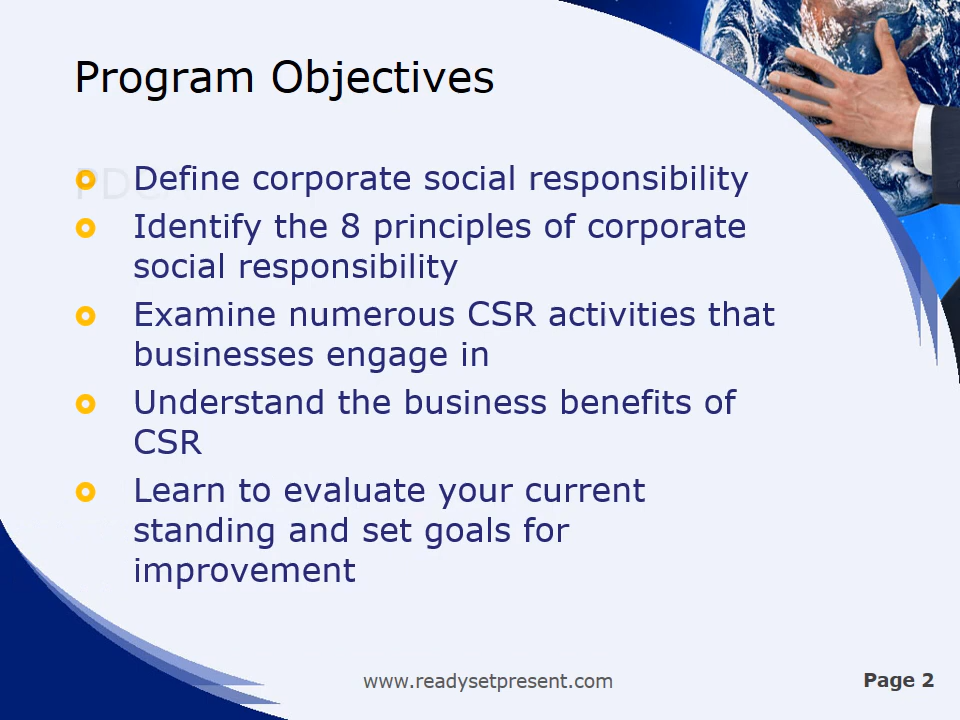 Program Objectives
Define corporate social responsibility
Identify the 8 principles of corporate
social responsibility
Examine numerous CSR activities that
businesses engage in
Understand the business benefits of
CSR
Learn to evaluate your current
standing and set goals for
improvement
www.readysetpresent.com
Page 2